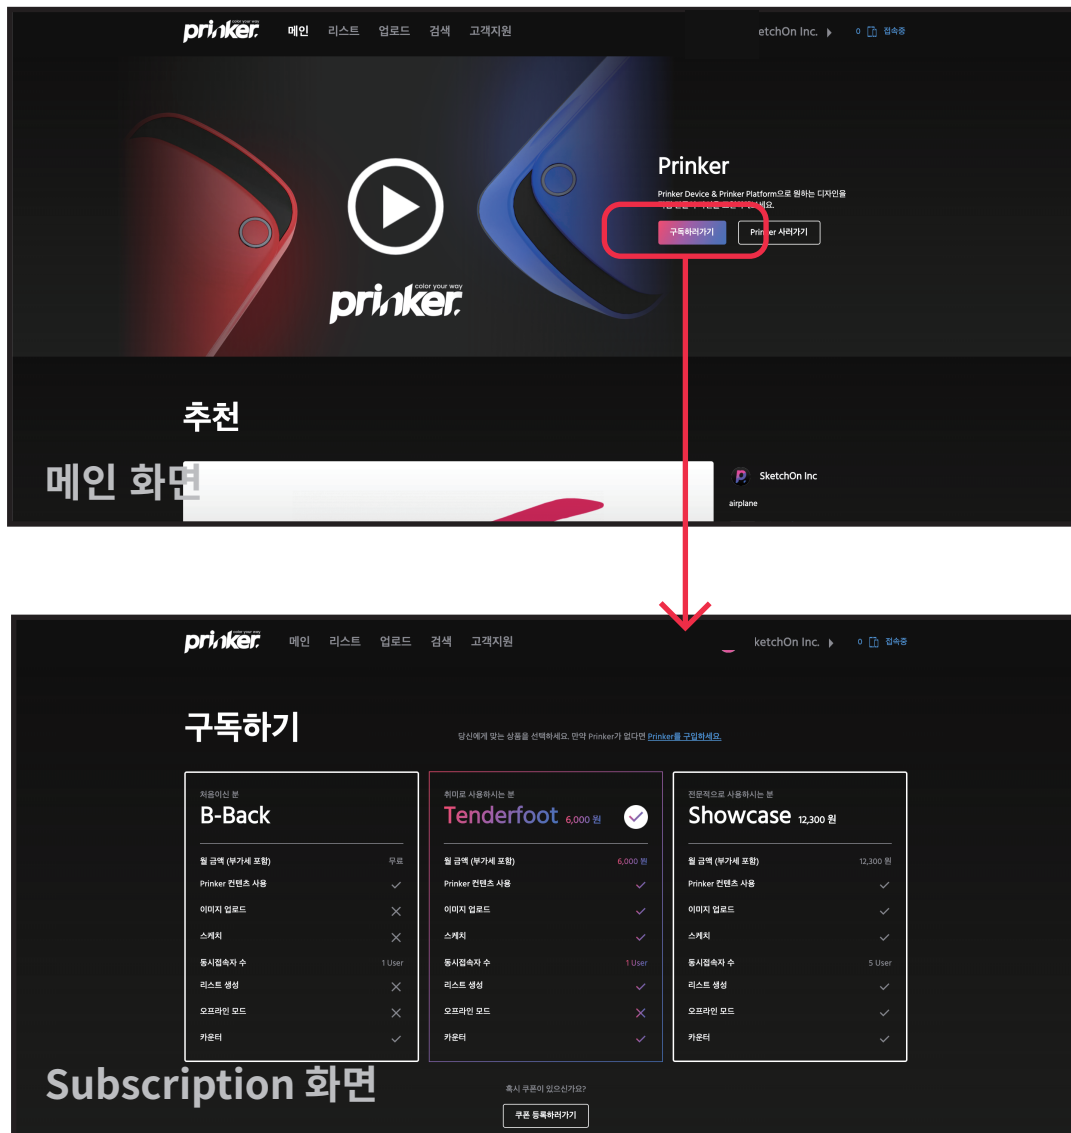 color your way
prinker.
메인 리스트 업로드 검색 고객지원
etchOn Inc. 0 접속중
Prinker
Prinker Device & Prinker Platform으로 원하는 디자인을
구독하러가기 Prinker 사러가기
color your way
prinker.
추천
메인 화면
SketchOn Inc
airplane
color your way
prinker.
메인 리스트 업로드 검색 고객지원
ketchOn Inc. 0 접속중
구독하기
당신에게 맞는 상품을 선택하세요. 만약 Prinker가 없다면 Prinker를 구입하세요.
처음이신 분
B-Back
월 금액 (부가세 포함) 무료
Prinker 컨텐츠 사용
이미지 업로드
스케치
동시접속자 수 1 User
리스트 생성
오프라인 모드
카운터
취미로 사용하시는 분
Tenderfoot 6,000 원
월 금액 (부가세 포함) 6,000 원
Prinker 컨텐츠 사용
이미지 업로드
스케치
동시접속자 수 1 User
리스트 생성
오프라인 모드
카운터
전문적으로 사용하시는 분
Showcase 12,300 원
월 금액 (부가세 포함) 12,300 원
Prinker 컨텐츠 사용
이미지 업로드
스케치
동시접속자 수 5 User
리스트 생성
오프라인 모드
카운터
Subscription 화면
혹시 쿠폰이 있으신가요?
쿠폰 등록하러가기